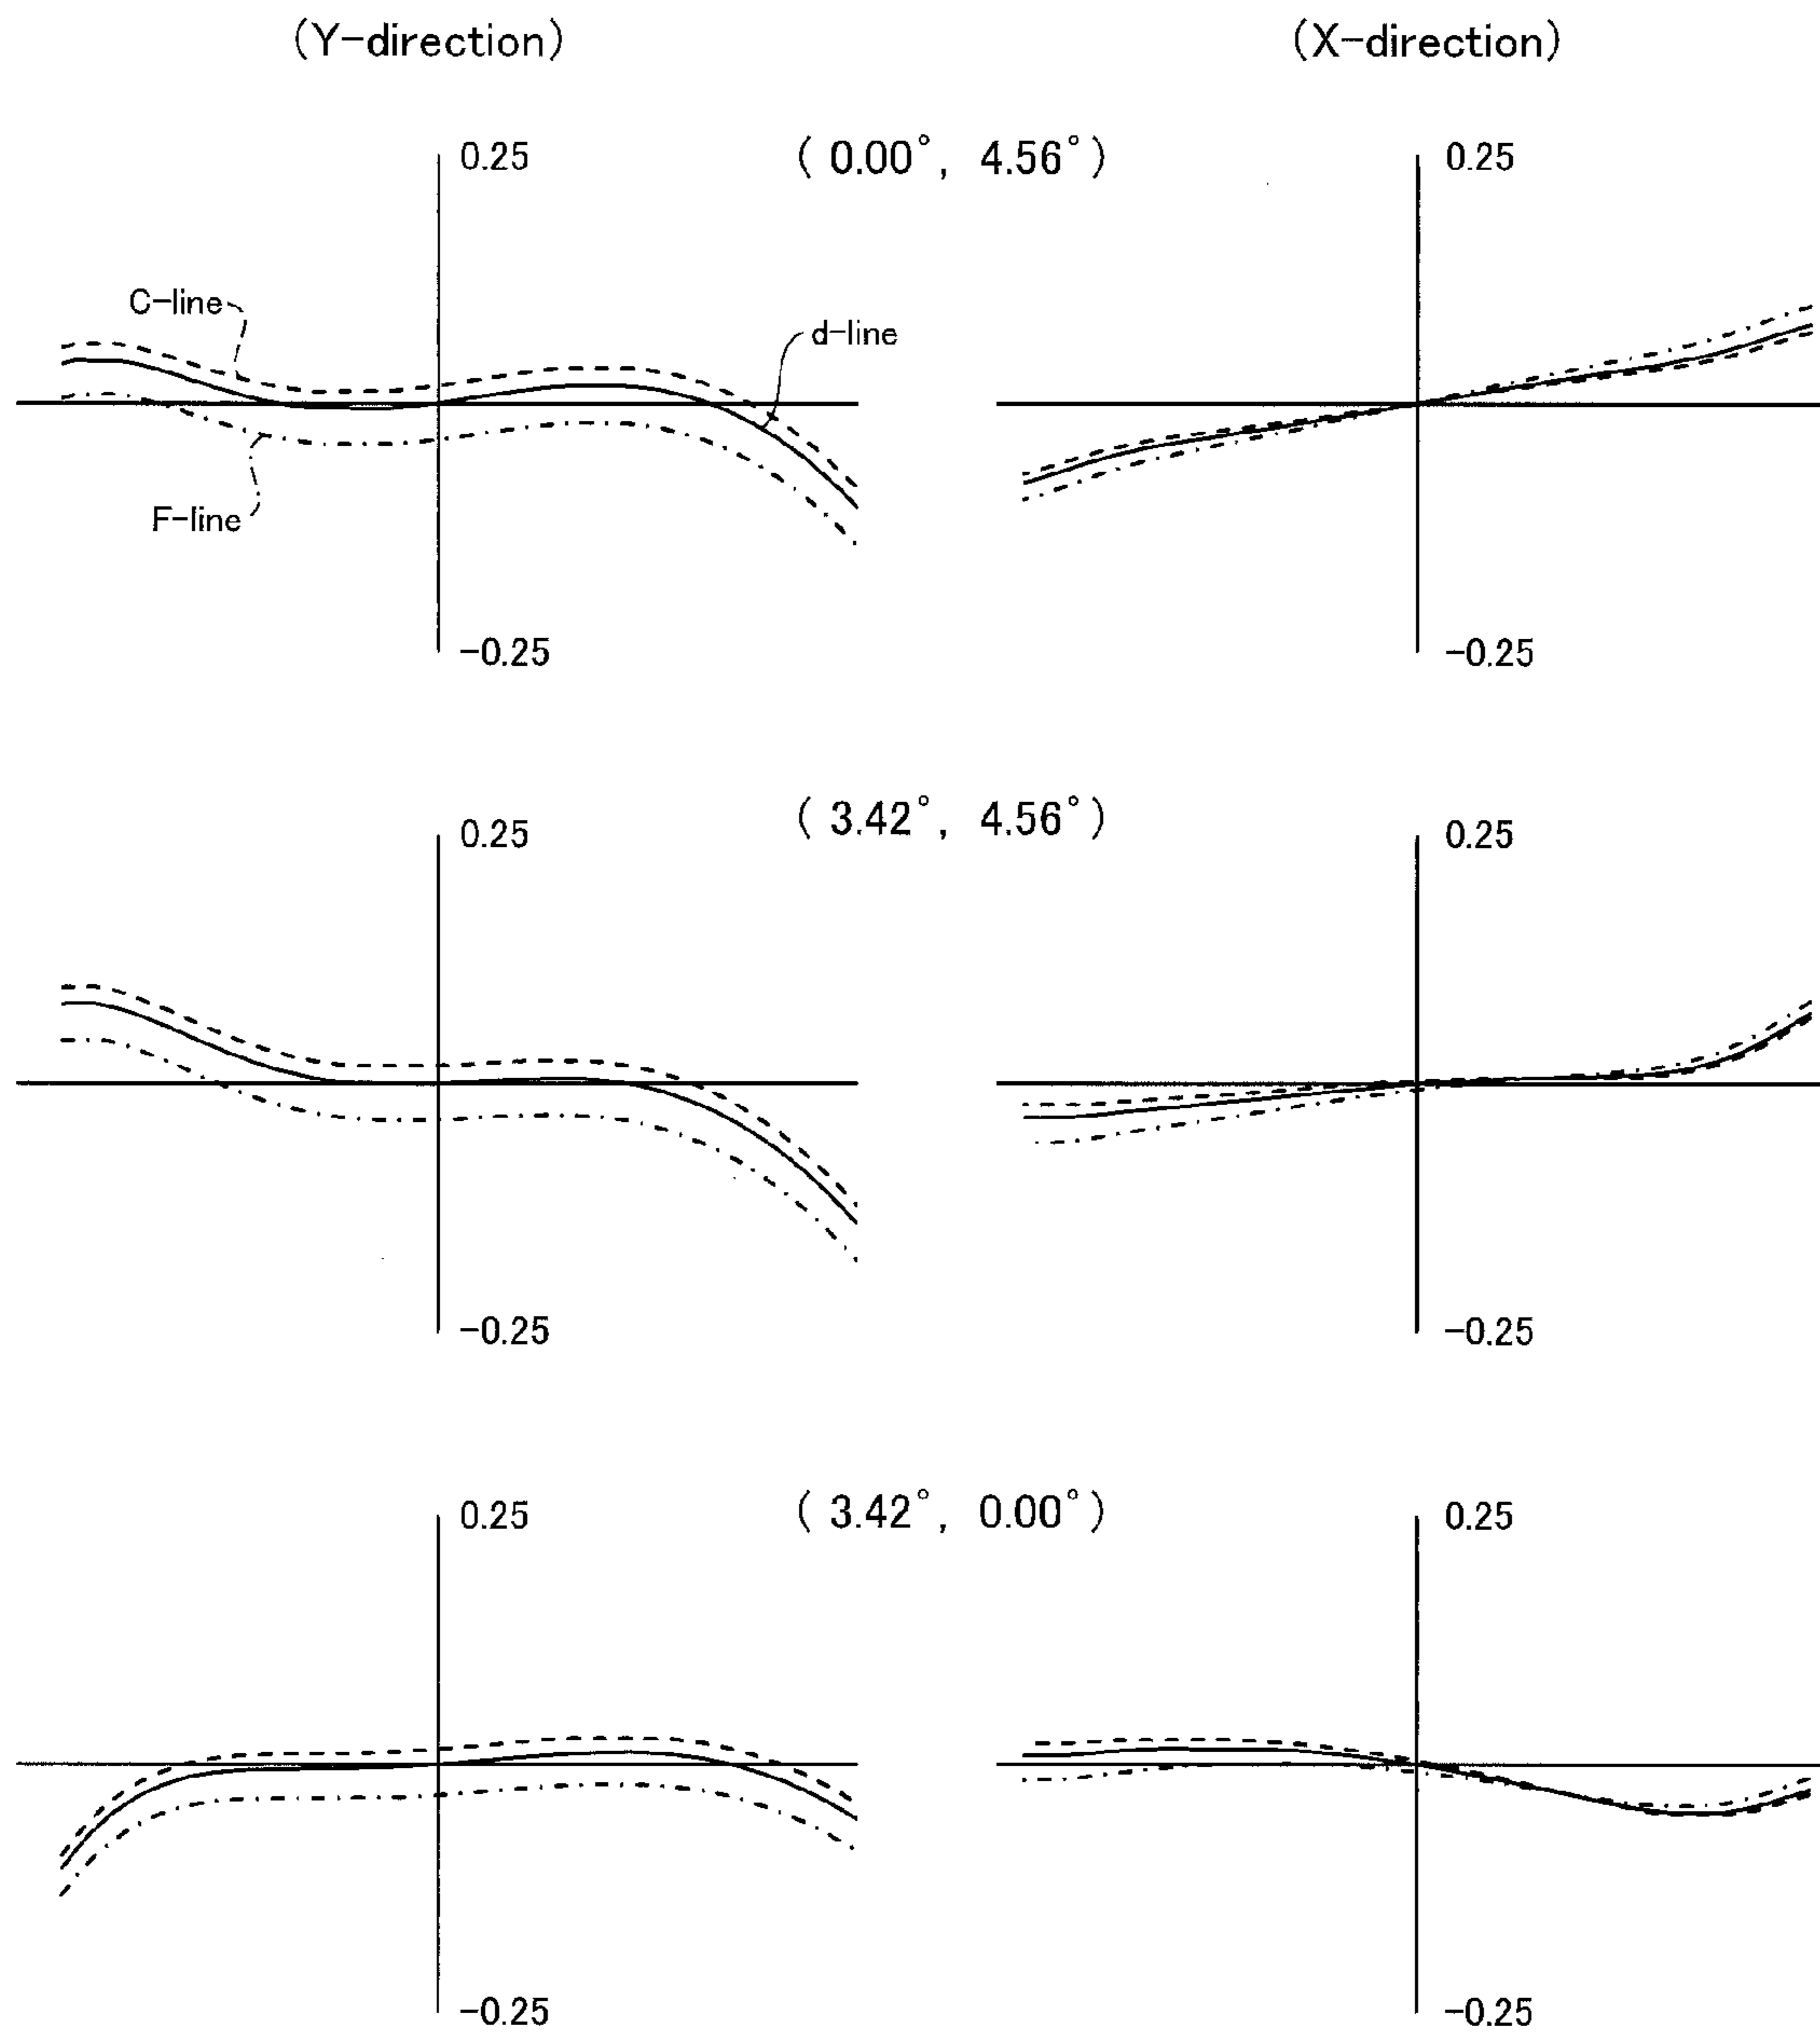 (Y-direction) (X-direction)
0.25 ( 0.00°, 4.56°) 0.25
C-line
d-line
F-line
-0.25 -0.25
( 3.42°, 4.56°)
0.25 0.25
-0.25 -0.25
0.25 ( 3.42°, 0.00°) 0.25
-0.25 -0.25